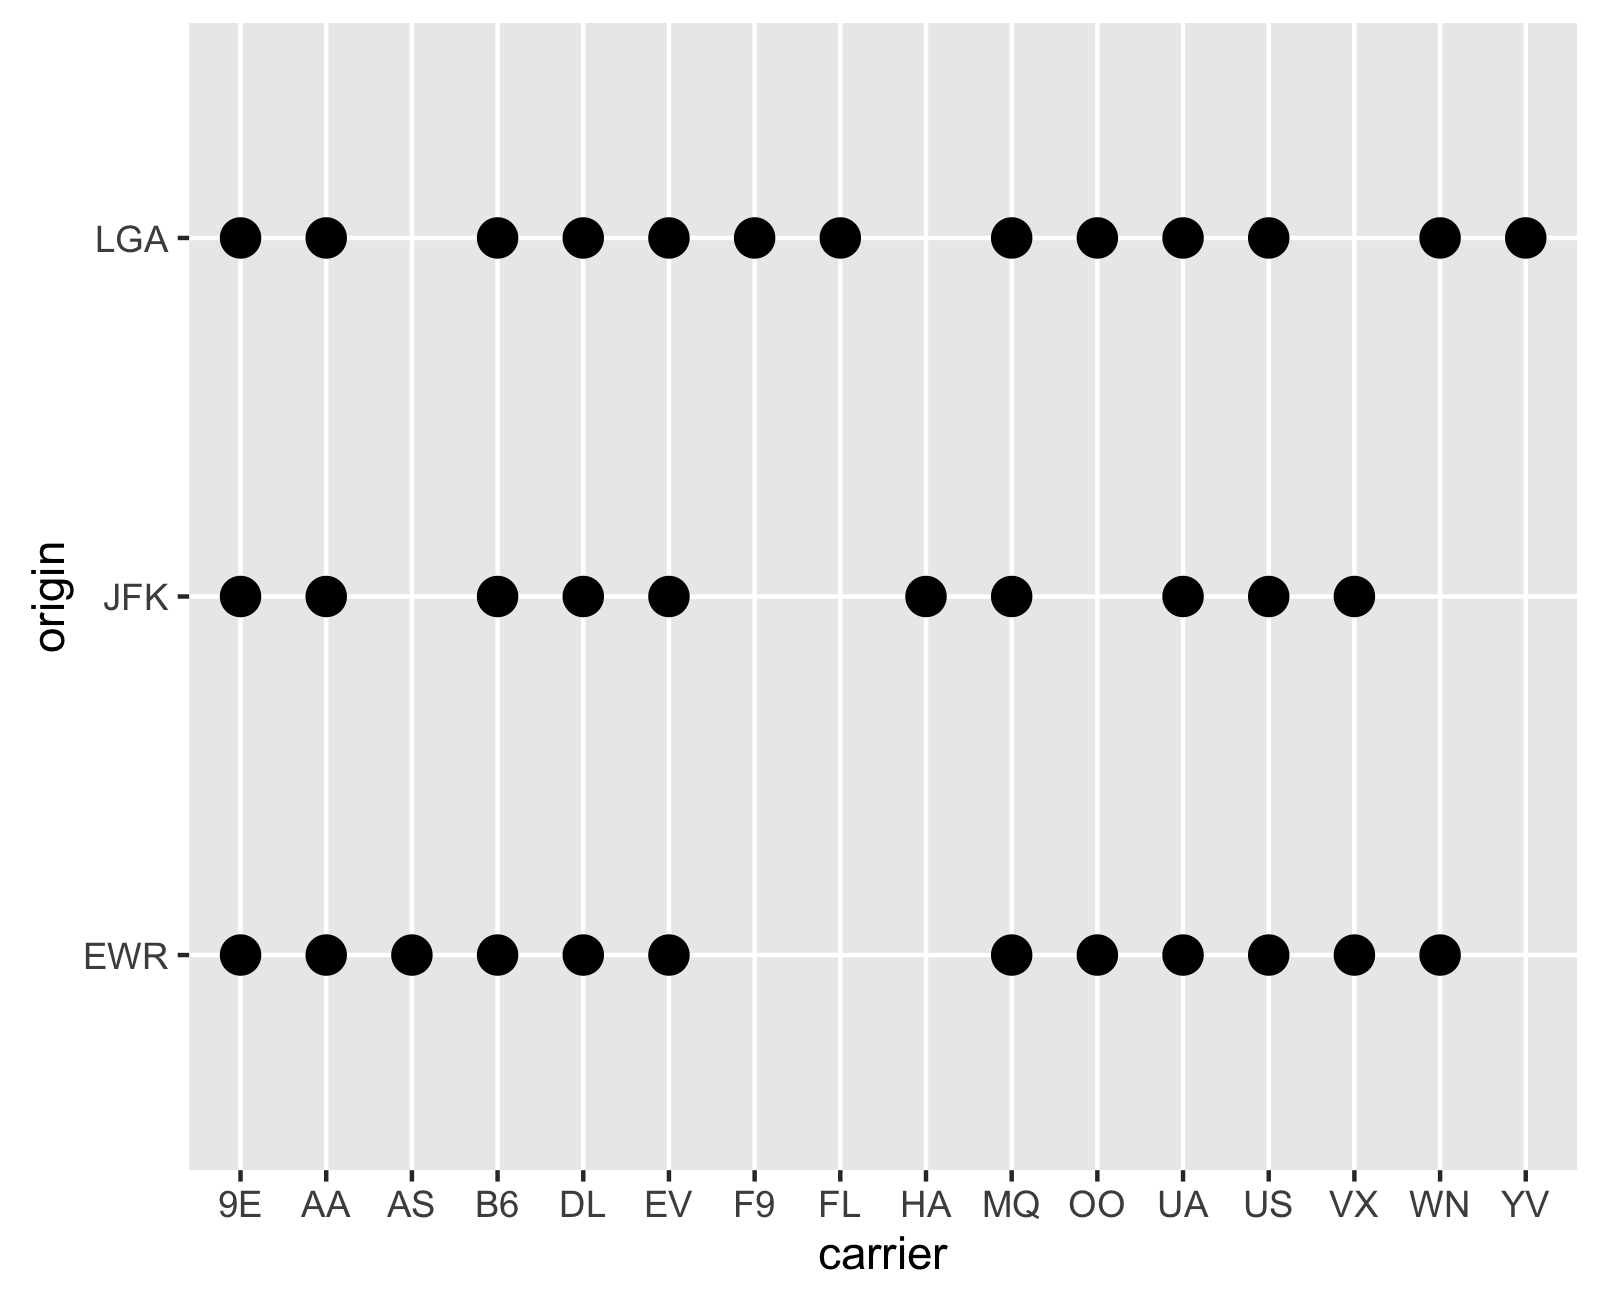 LGA
JFK
EWR
origin
9E AA AS B6 DL EV F9 FL HA MQ OO UA US VX WN YV
carrier